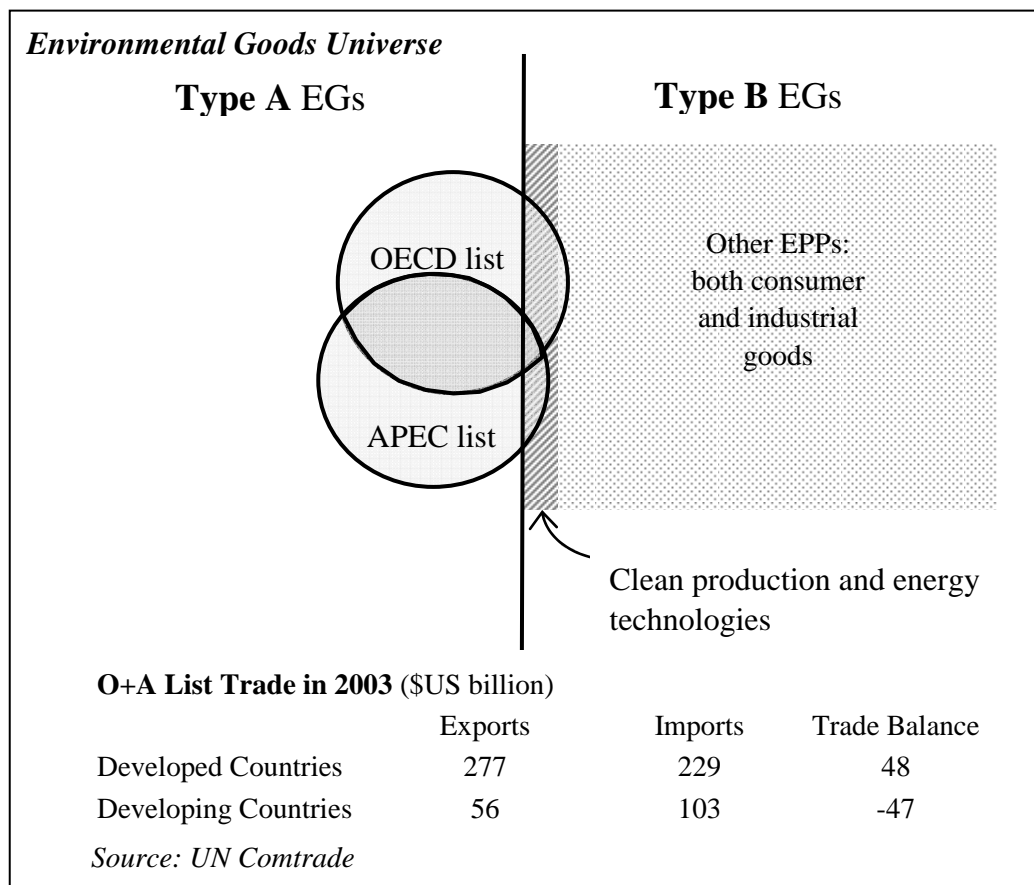 Environmental Goods Universe
Type A EGs
Type B EGs
OECD list
APEC list
Other EPPs:
both consumer
and industrial
goods
Clean production and energy
technologies
O+A List Trade in 2003 ($US billion)
Exports Imports Trade Balance
Developed Countries 277 229 48
Developing Countries 56 103 -47
Source: UN Comtrade